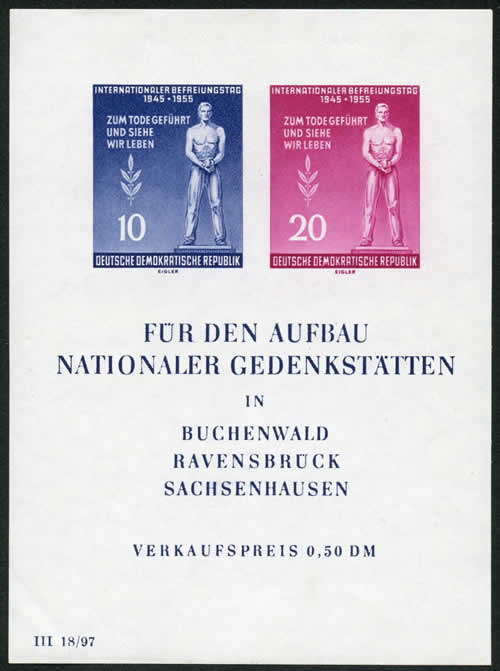 INTERNATIONALER BEFREIUNGSTAG
1945 • 1955
ZUM TODE GEFÜHRT
UND SIEHE
WIR LEBEN
10
DEUTSCHE DEMOKRATISCHE REPUBLIK
EIGLER
INTERNATIONALER BEFREIUNGSTAG
1945 • 1955
ZUM TODE GEFÜHRT
UND SIEHE
WIR LEBEN
20
DEUTSCHE DEMOKRATISCHE REPUBLIK
EIGLER
FÜR DEN AUFBAU
NATIONALER GEDENKSTÄTTEN
IN
BUCHENWALD
RAVENSBRÜCK
SACHSENHAUSEN
VERKAUFSPREIS 0,50 DM
III 18/97